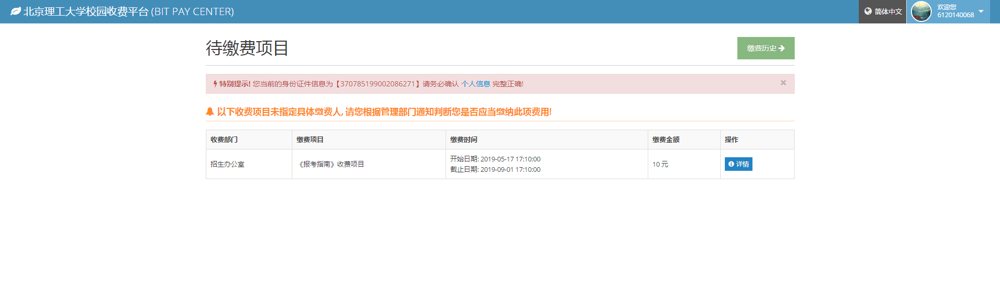 北京理工大学校园收费平台 (BIT PAY CENTER)
简体中文
欢迎您
6120140068
待缴费项目
缴费历史
特别提示! 您当前的身份证件信息为【370785199002086271】请务必确认 个人信息 完整正确!
以下收费项目未指定具体缴费人, 请您根据管理部门通知判断您是否应当缴纳此项费用!
收费部门 缴费项目 缴费时间 缴费金额 操作
招生办公室 《报考指南》收费项目 开始日期: 2019-05-17 17:10:00 10 元 详情
截止日期: 2019-09-01 17:10:00